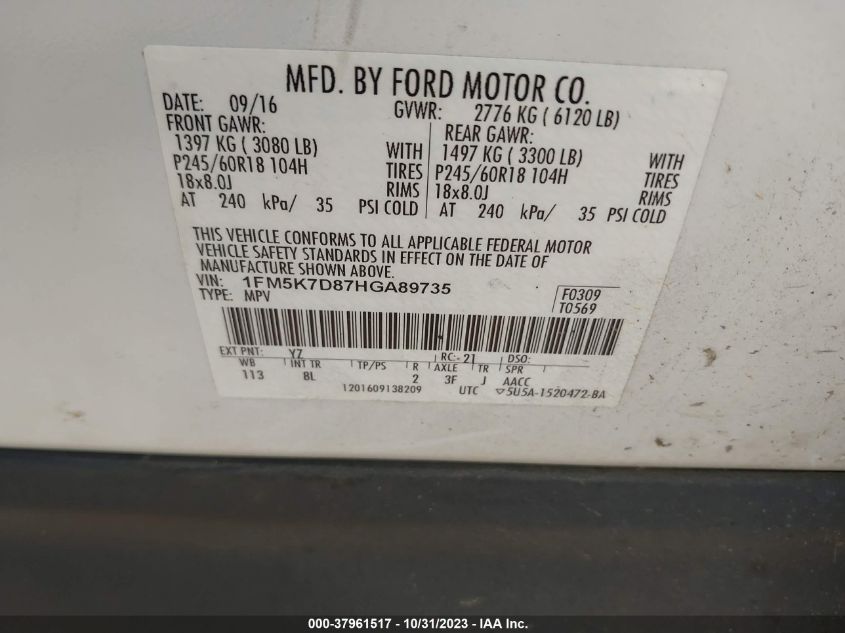 MFD. BY FORD MOTOR CO.
DATE: 09/16 GVWR: 2776 KG ( 6120 LB)
FRONT GAWR: REAR GAWR:
1397 KG ( 3080 LB) WITH 1497 KG ( 3300 LB) WITH
P245/60R18 104H TIRES P245/60R18 104H TIRES
18x8.0J RIMS 18x8.0J RIMS
AT 240 kPa/ 35 PSI COLD AT 240 kPa/ 35 PSI COLD
THIS VEHICLE CONFORMS TO ALL APPLICABLE FEDERAL MOTOR
VEHICLE SAFETY STANDARDS IN EFFECT ON THE DATE OF
MANUFACTURE SHOWN ABOVE.
VIN: 1FM5K7D87HGA89735 F0309
TYPE: MPV T0569
EXT PNT: YZ RC: 21 DSO:
WB INT TR TP/PS R AXLE TR SPR
113 8L 2 3F J AACC
1201609138209 UTC 5U5A-1520472-BA
000-37961517 - 10/31/2023 - IAA Inc.